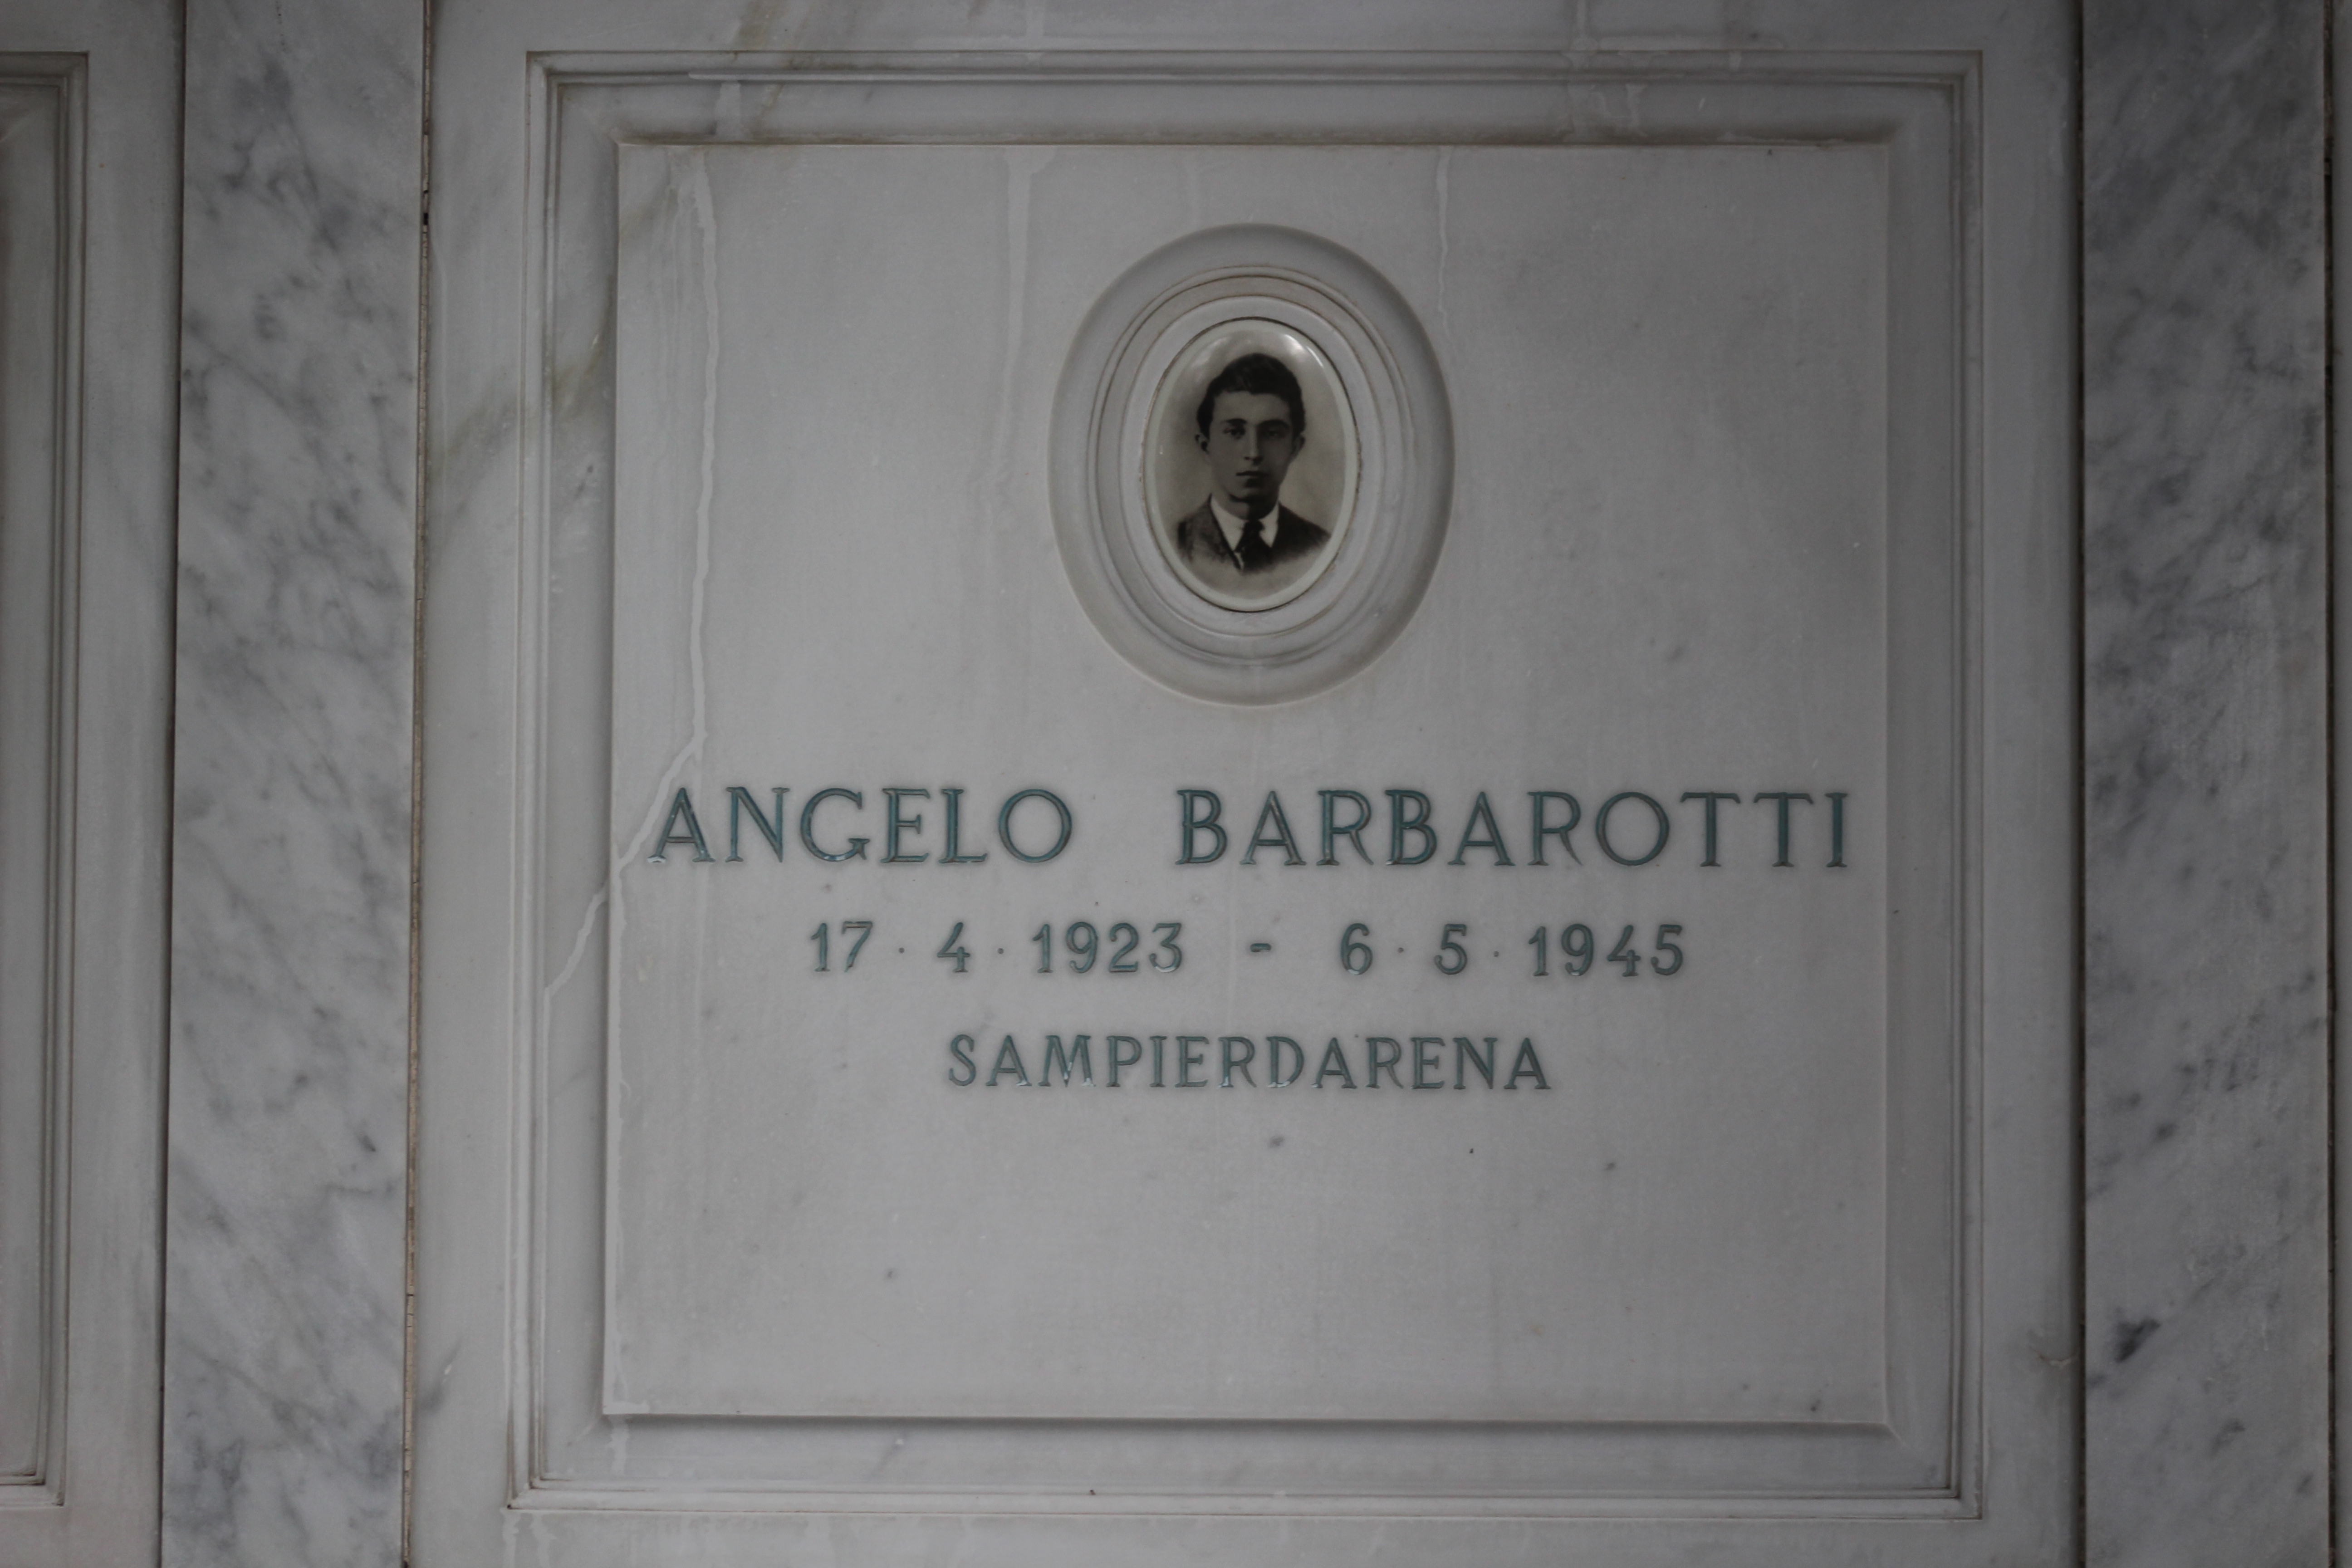 ANGELO BARBAROTTI
17 · 4 · 1923 - 6 · 5 · 1945
SAMPIERDARENA